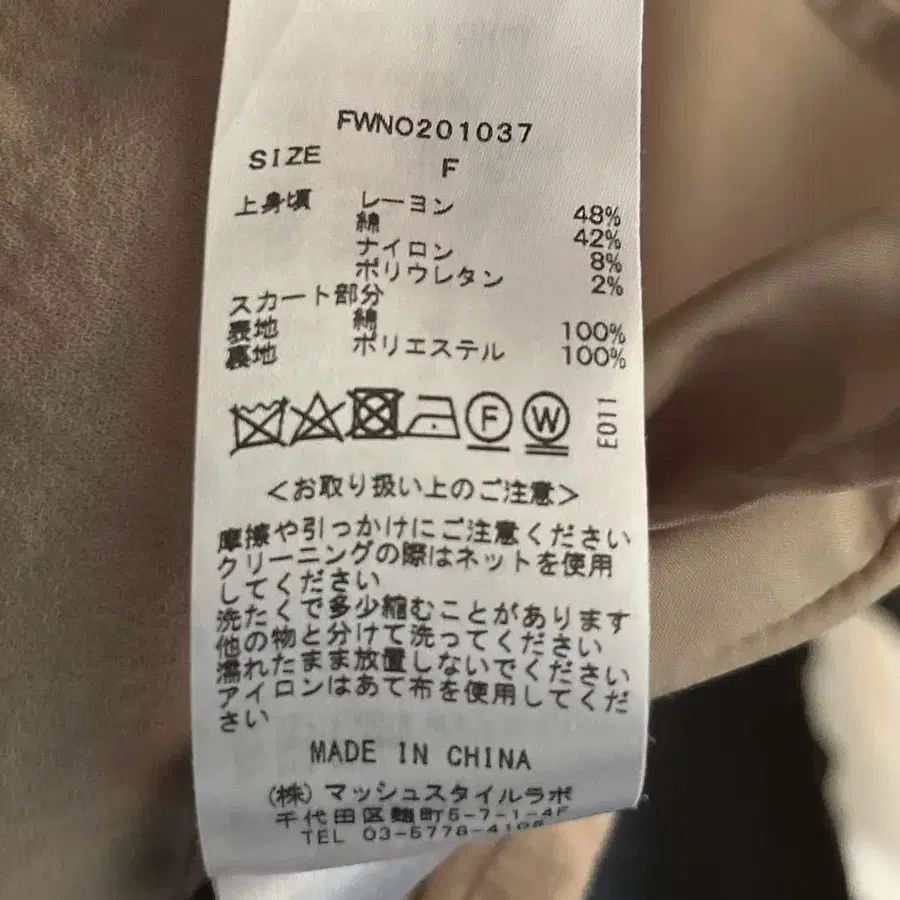 FWNO201037
SIZE F
上身頃 レーヨン 48%
綿 42%
ナイロン 8%
ポリウレタン 2%
スカート部分
表地 綿 100%
裏地 ポリエステル 100%
F W E011
<お取り扱い上のご注意>
摩擦や引っかけにご注意ください
クリーニングの際はネットを使用
してください
洗たくで多少縮むことがあります
他の物と分けて洗ってください
濡れたまま放置しないでください
アイロンはあて布を使用してくだ
さい
MADE IN CHINA
(株)マッシュスタイルラボ
千代田区麹町5-7-1-4F
TEL 03-5778-4108